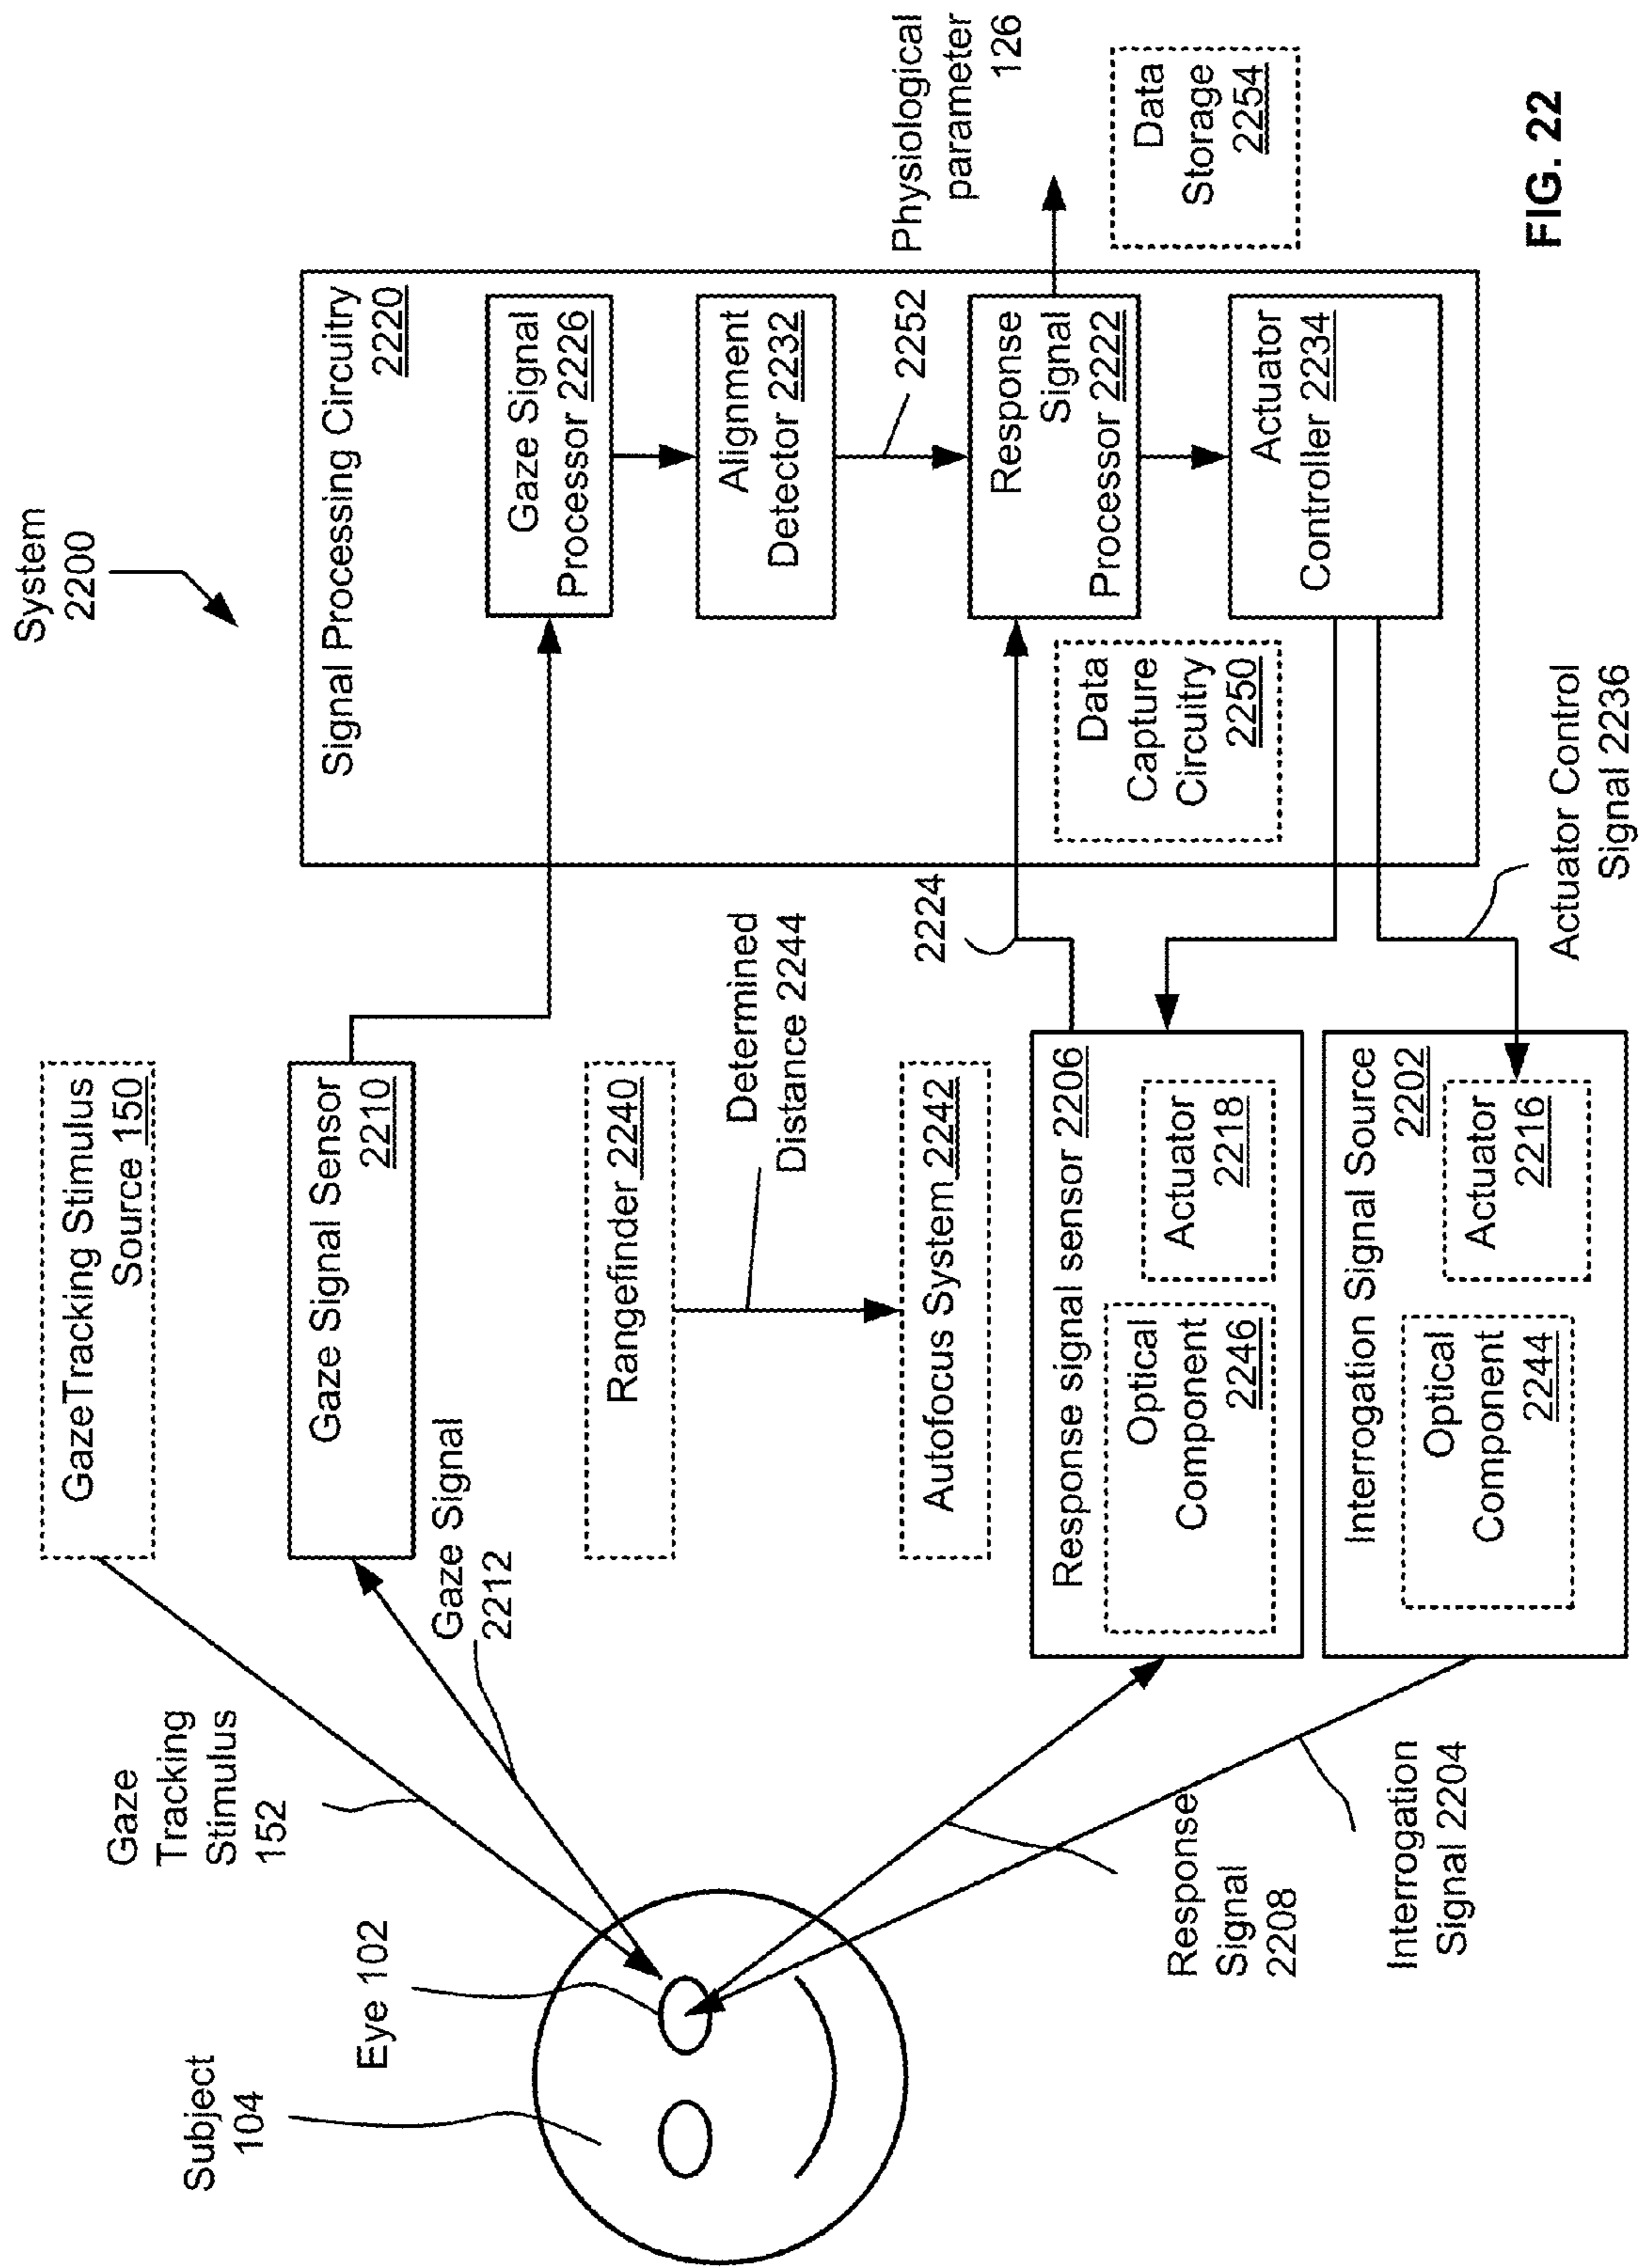 System
2200
Subject
104
Eye 102
Gaze
Tracking
Stimulus
152
Gaze Signal
2212
Response
Signal
2208
Interrogation
Signal 2204
GazeTracking Stimulus
Source 150
Gaze Signal Sensor
2210
Rangefinder 2240
Determined
Distance 2244
Autofocus System 2242
Response signal sensor 2206
Optical
Component
2246
Actuator
2218
Interrogation Signal Source
2202
Optical
Component
2244
Actuator
2216
2224
Actuator Control
Signal 2236
Signal Processing Circuitry
2220
Gaze Signal
Processor 2226
Alignment
Detector 2232
2252
Response
Signal
Processor 2222
Data
Capture
Circuitry
2250
Actuator
Controller 2234
Physiological
parameter
126
Data
Storage
2254
FIG. 22